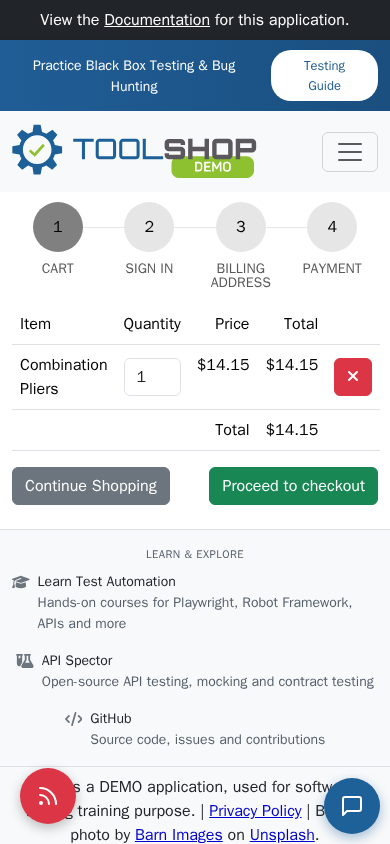 View the Documentation for this application.
Practice Black Box Testing & Bug
Hunting
Testing
Guide
TOOLSHOP
DEMO
1
2
3
4
CART
SIGN IN
BILLING
ADDRESS
PAYMENT
Item Quantity Price Total
Combination
Pliers
1
$14.15 $14.15
Total $14.15
Continue Shopping
Proceed to checkout
LEARN & EXPLORE
Learn Test Automation
Hands-on courses for Playwright, Robot Framework,
APIs and more
API Spector
Open-source API testing, mocking and contract testing
GitHub
Source code, issues and contributions
s a DEMO application, used for softw
training purpose. | Privacy Policy | B
photo by Barn Images on Unsplash.